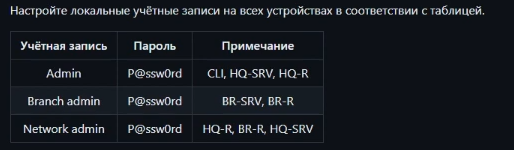 Настройте локальные учётные записи на всех устройствах в соответствии с таблицей.
Учётная запись Пароль Примечание
Admin P@ssw0rd CLI, HQ-SRV, HQ-R
Branch admin P@ssw0rd BR-SRV, BR-R
Network admin P@ssw0rd HQ-R, BR-R, HQ-SRV